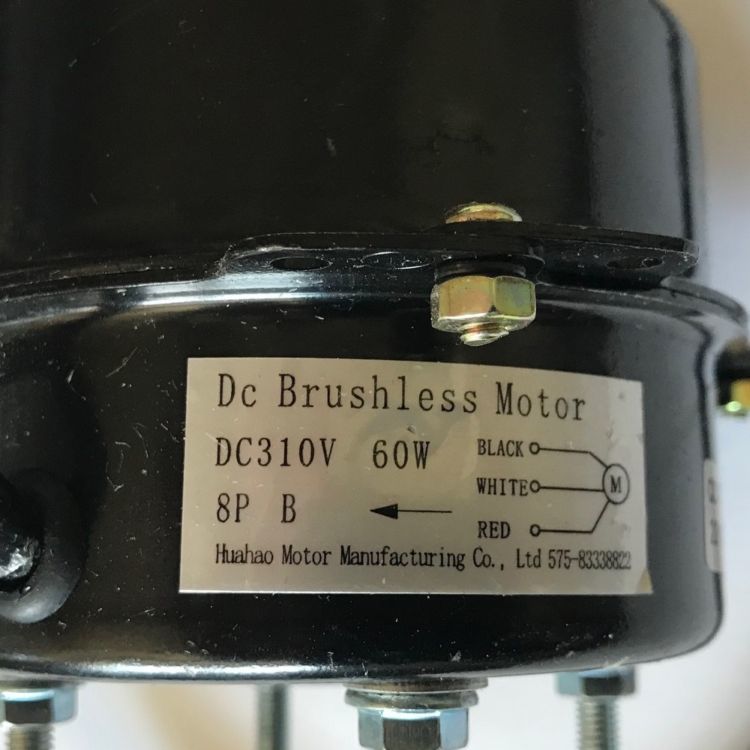 Dc Brushless Motor
DC310V 60W
BLACK
WHITE
M
8P B
RED
Huahao Motor Manufacturing Co., Ltd 575-83338822